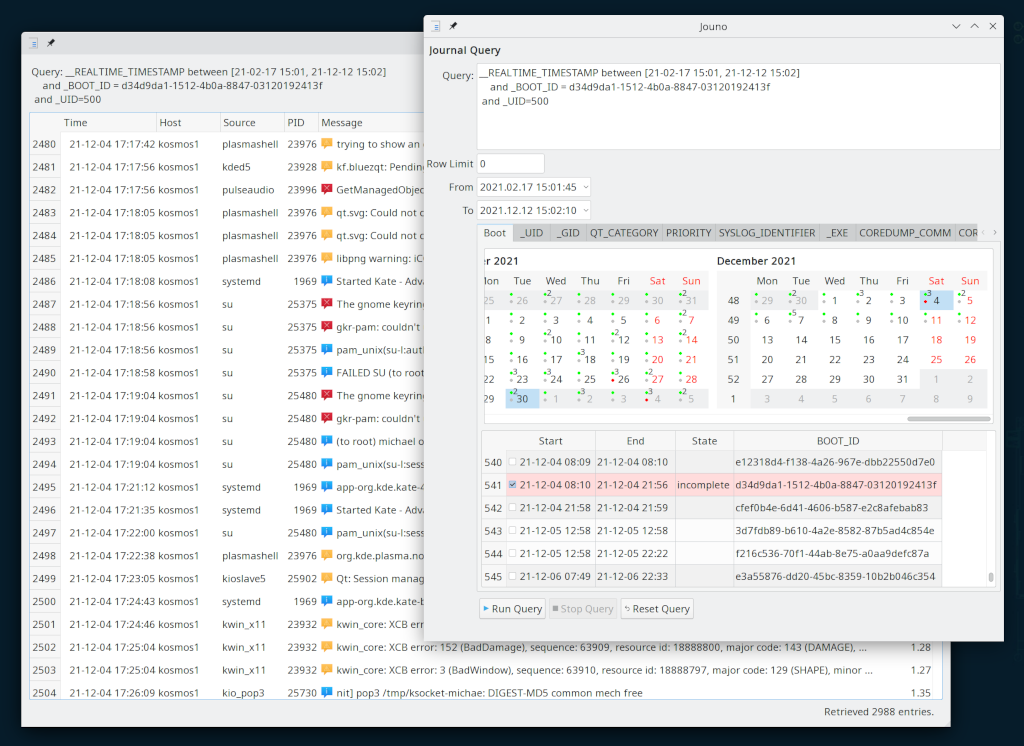 Query: __REALTIME_TIMESTAMP between [21-02-17 15:01, 21-12-12 15:02]
and _BOOT_ID = d34d9da1-1512-4b0a-8847-03120192413f
and _UID=500
Time Host Source PID Message
2480 21-12-04 17:17:42 kosmos1 plasmashell 23976 trying to show an
2481 21-12-04 17:17:56 kosmos1 kded5 23928 kf.bluezqt: Pendin
2482 21-12-04 17:17:56 kosmos1 pulseaudio 23996 GetManagedObjec
2483 21-12-04 17:18:05 kosmos1 plasmashell 23976 qt.svg: Could not c
2484 21-12-04 17:18:05 kosmos1 plasmashell 23976 qt.svg: Could not c
2485 21-12-04 17:18:05 kosmos1 plasmashell 23976 libpng warning: iC
2486 21-12-04 17:18:08 kosmos1 systemd 1969 Started Kate - Adv
2487 21-12-04 17:18:56 kosmos1 su 25375 The gnome keyrin
2488 21-12-04 17:18:56 kosmos1 su 25375 gkr-pam: couldn't
2489 21-12-04 17:18:56 kosmos1 su 25375 pam_unix(su-l:aut
2490 21-12-04 17:18:58 kosmos1 su 25375 FAILED SU (to root
2491 21-12-04 17:19:04 kosmos1 su 25480 The gnome keyrin
2492 21-12-04 17:19:04 kosmos1 su 25480 gkr-pam: couldn't
2493 21-12-04 17:19:04 kosmos1 su 25480 (to root) michael o
2494 21-12-04 17:19:04 kosmos1 su 25480 pam_unix(su-l:ses
2495 21-12-04 17:21:12 kosmos1 systemd 1969 app-org.kde.kate-4
2496 21-12-04 17:21:35 kosmos1 systemd 1969 Started Kate - Adv
2497 21-12-04 17:22:00 kosmos1 su 25480 pam_unix(su-l:ses
2498 21-12-04 17:22:38 kosmos1 plasmashell 23976 org.kde.plasma.no
2499 21-12-04 17:23:05 kosmos1 kioslave5 25902 Qt: Session manag
2500 21-12-04 17:24:43 kosmos1 systemd 1969 app-org.kde.kate-b
2501 21-12-04 17:24:46 kosmos1 kwin_x11 23932 kwin_core: XCB err
2502 21-12-04 17:25:04 kosmos1 kwin_x11 23932 kwin_core: XCB error: 152 (BadDamage), sequence: 63909, resource id: 18888800, major code: 143 (DAMAGE), ... 1.28
2503 21-12-04 17:25:04 kosmos1 kwin_x11 23932 kwin_core: XCB error: 3 (BadWindow), sequence: 63910, resource id: 18888797, major code: 129 (SHAPE), minor ... 1.27
2504 21-12-04 17:26:09 kosmos1 kio_pop3 25730 nit] pop3 /tmp/ksocket-michae: DIGEST-MD5 common mech free 1.35
Retrieved 2988 entries.
Jouno
Journal Query
Query: __REALTIME_TIMESTAMP between [21-02-17 15:01, 21-12-12 15:02]
and _BOOT_ID = d34d9da1-1512-4b0a-8847-03120192413f
and _UID=500
Row Limit 0
From 2021.02.17 15:01:45
To 2021.12.12 15:02:10
Boot _UID _GID QT_CATEGORY PRIORITY SYSLOG_IDENTIFIER _EXE COREDUMP_COMM COR
r 2021
lon Tue Wed Thu Fri Sat Sun
25 26 2 27 28 29 30 2 31
1 2 3 4 5 6 2 7
8 9 2 10 11 2 12 13 2 14
15 16 17 3 18 19 20 21
22 3 23 3 24 25 3 26 2 27 28
29 2 30 1 3 2 3 3 4 2 5
December 2021
Mon Tue Wed Thu Fri Sat Sun
48 29 2 30 1 3 2 3 3 4 2 5
49 6 5 7 8 9 10 11 12
50 13 14 15 16 17 18 19
51 20 21 22 23 24 25 26
52 27 28 29 30 31 1 2
1 3 4 5 6 7 8 9
Start End State BOOT_ID
540 21-12-04 08:09 21-12-04 08:10 e12318d4-f138-4a26-967e-dbb22550d7e0
541 21-12-04 08:10 21-12-04 21:56 incomplete d34d9da1-1512-4b0a-8847-03120192413f
542 21-12-04 21:58 21-12-04 21:59 cfef0b4e-6d41-4606-b587-e2c8afebab83
543 21-12-05 12:58 21-12-05 12:58 3d7fdb89-b610-4a2e-8582-87b5ad4c854e
544 21-12-05 12:58 21-12-05 22:22 f216c536-70f1-44ab-8e75-a0aa9defc87a
545 21-12-06 07:49 21-12-06 22:33 e3a55876-dd20-45bc-8359-10b2b046c354
Run Query Stop Query Reset Query